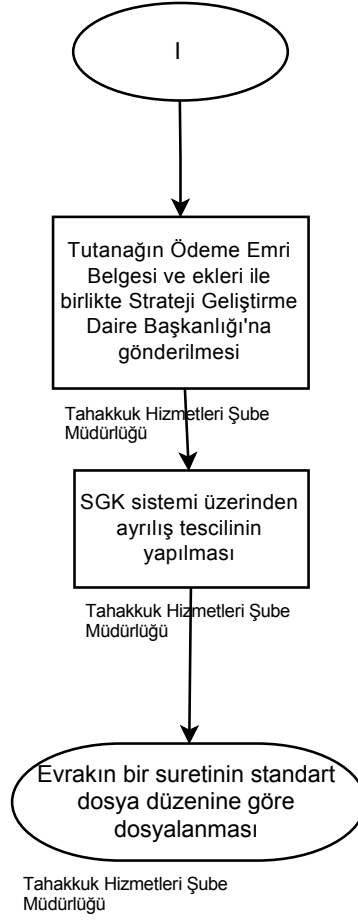 I
Tutanağın Ödeme Emri
Belgesi ve ekleri ile
birlikte Strateji Geliştirme
Daire Başkanlığı'na
gönderilmesi
Tahakkuk Hizmetleri Şube
Müdürlüğü
SGK sistemi üzerinden
ayrılış tescilinin
yapılması
Tahakkuk Hizmetleri Şube
Müdürlüğü
Evrakın bir suretinin standart
dosya düzenine göre
dosyalanması
Tahakkuk Hizmetleri Şube
Müdürlüğü